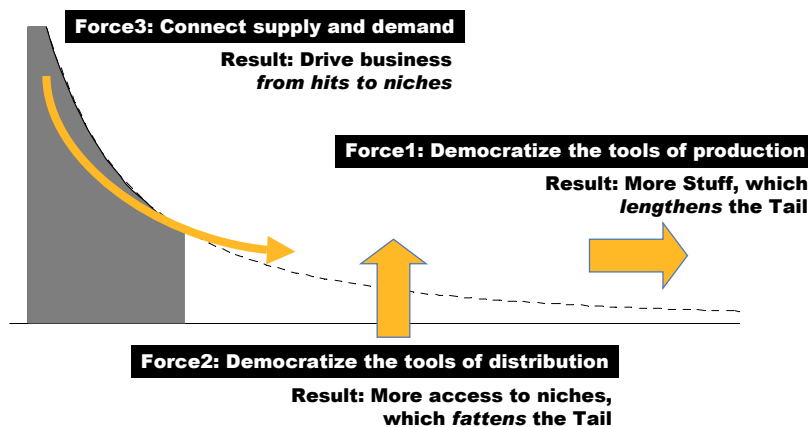 Force3: Connect supply and demand
Result: Drive business
from hits to niches
Force1: Democratize the tools of production
Result: More Stuff, which
lengthens the Tail
Force2: Democratize the tools of distribution
Result: More access to niches,
which fattens the Tail